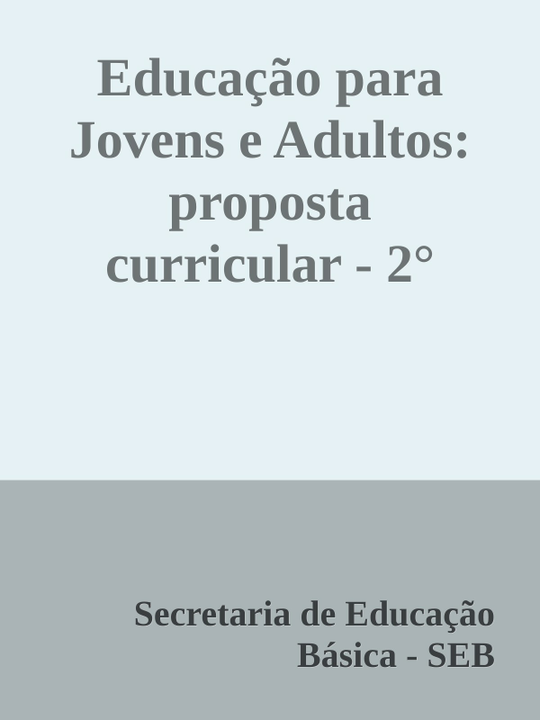 Educação para
Jovens e Adultos:
proposta
curricular - 2°
Secretaria de Educação
Básica - SEB